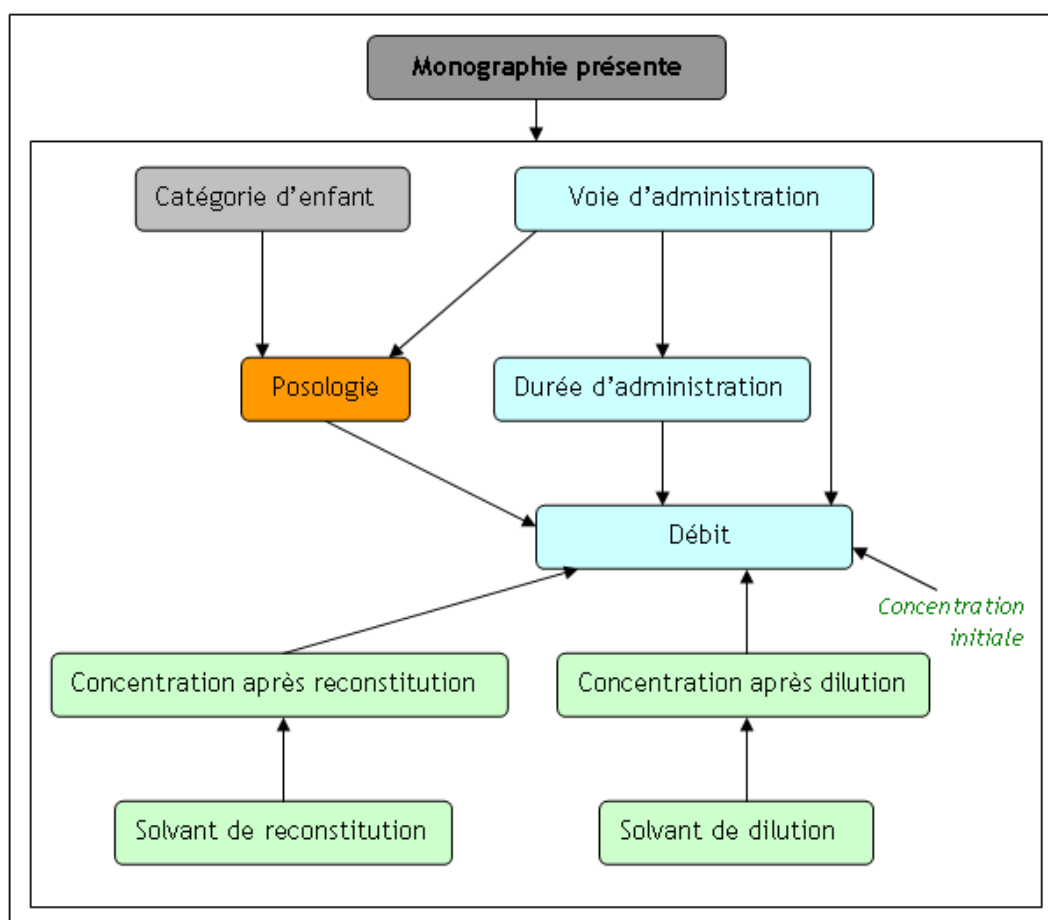 Monographie présente
Catégorie d'enfant
Voie d'administration
Posologie
Durée d'administration
Débit
Concentration
initiale
Concentration après reconstitution
Concentration après dilution
Solvant de reconstitution
Solvant de dilution